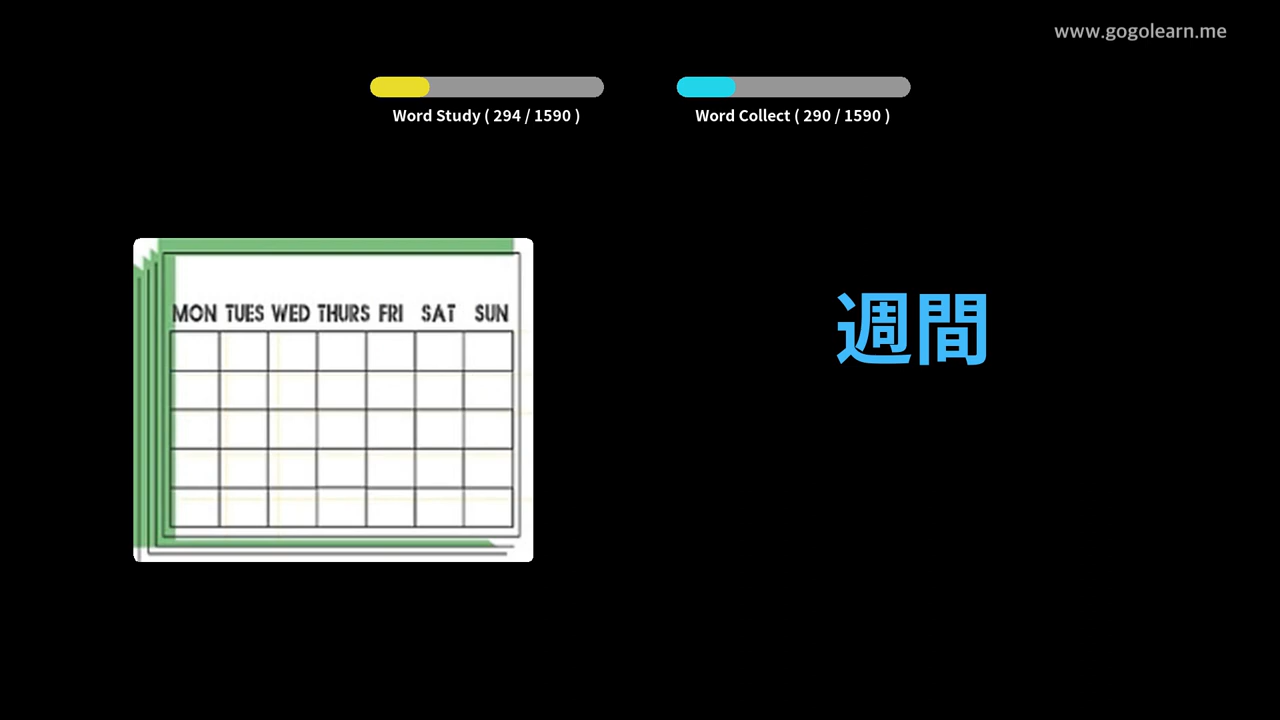 www.gogolearn.me
Word Study ( 294 / 1590 )
Word Collect ( 290 / 1590 )
MON TUES WED THURS FRI SAT SUN
週間